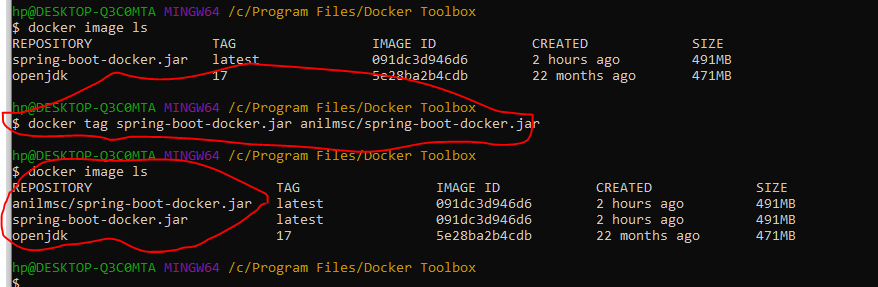 hp@DESKTOP-Q3C0MTA MINGW64 /c/Program Files/Docker Toolbox
$ docker image ls
REPOSITORY TAG IMAGE ID CREATED SIZE
spring-boot-docker.jar latest 091dc3d946d6 2 hours ago 491MB
openjdk 17 5e28ba2b4cdb 22 months ago 471MB
hp@DESKTOP-Q3C0MTA MINGW64 /c/Program Files/Docker Toolbox
$ docker tag spring-boot-docker.jar anilmsc/spring-boot-docker.jar
hp@DESKTOP-Q3C0MTA MINGW64 /c/Program Files/Docker Toolbox
$ docker image ls
REPOSITORY TAG IMAGE ID CREATED SIZE
anilmsc/spring-boot-docker.jar latest 091dc3d946d6 2 hours ago 491MB
spring-boot-docker.jar latest 091dc3d946d6 2 hours ago 491MB
openjdk 17 5e28ba2b4cdb 22 months ago 471MB
hp@DESKTOP-Q3C0MTA MINGW64 /c/Program Files/Docker Toolbox
$